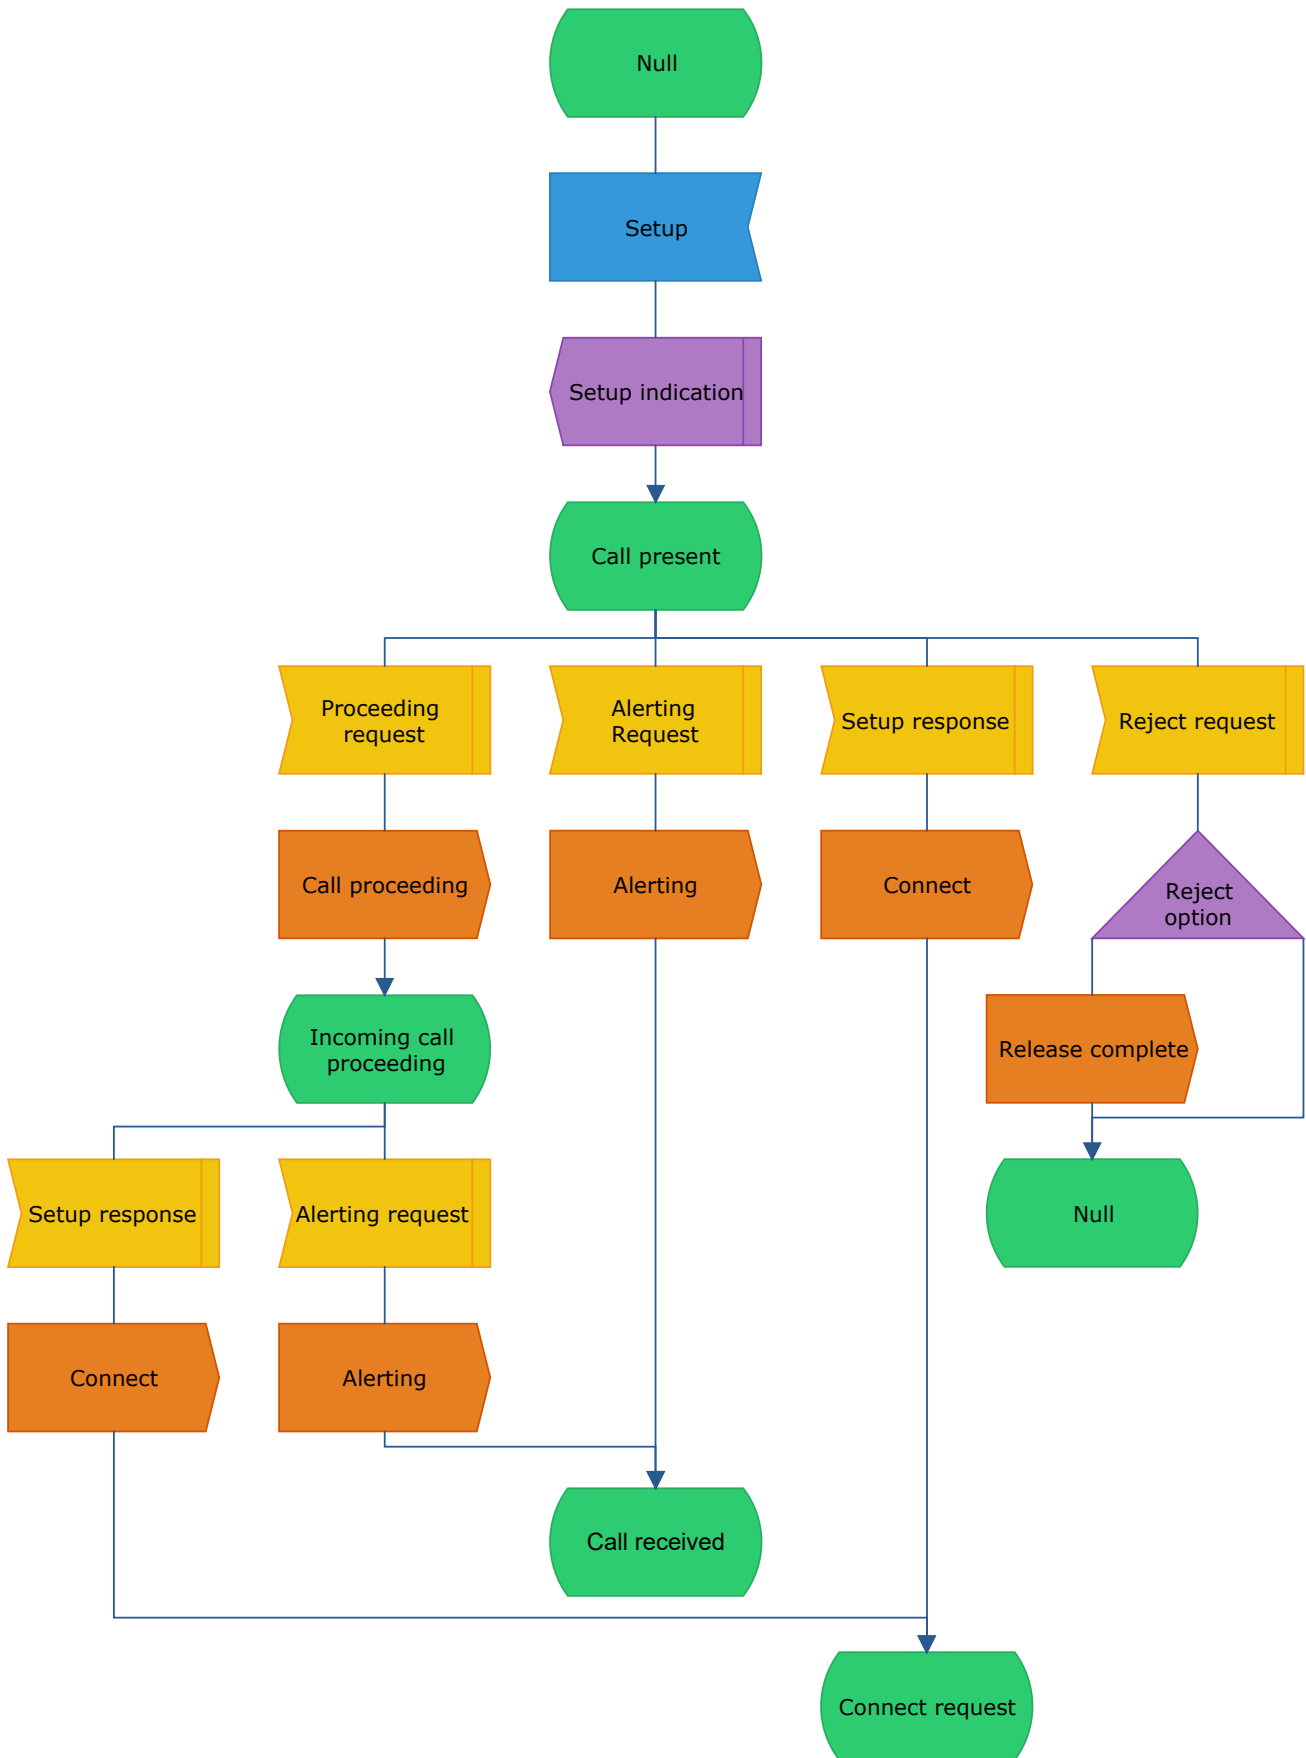 Null
Setup
Setup indication
Call present
Proceeding
request
Alerting
Request
Setup response
Reject request
Call proceeding
Alerting
Connect
Reject
option
Incoming call
proceeding
Release complete
Setup response
Alerting request
Null
Connect
Alerting
Call received
Connect request